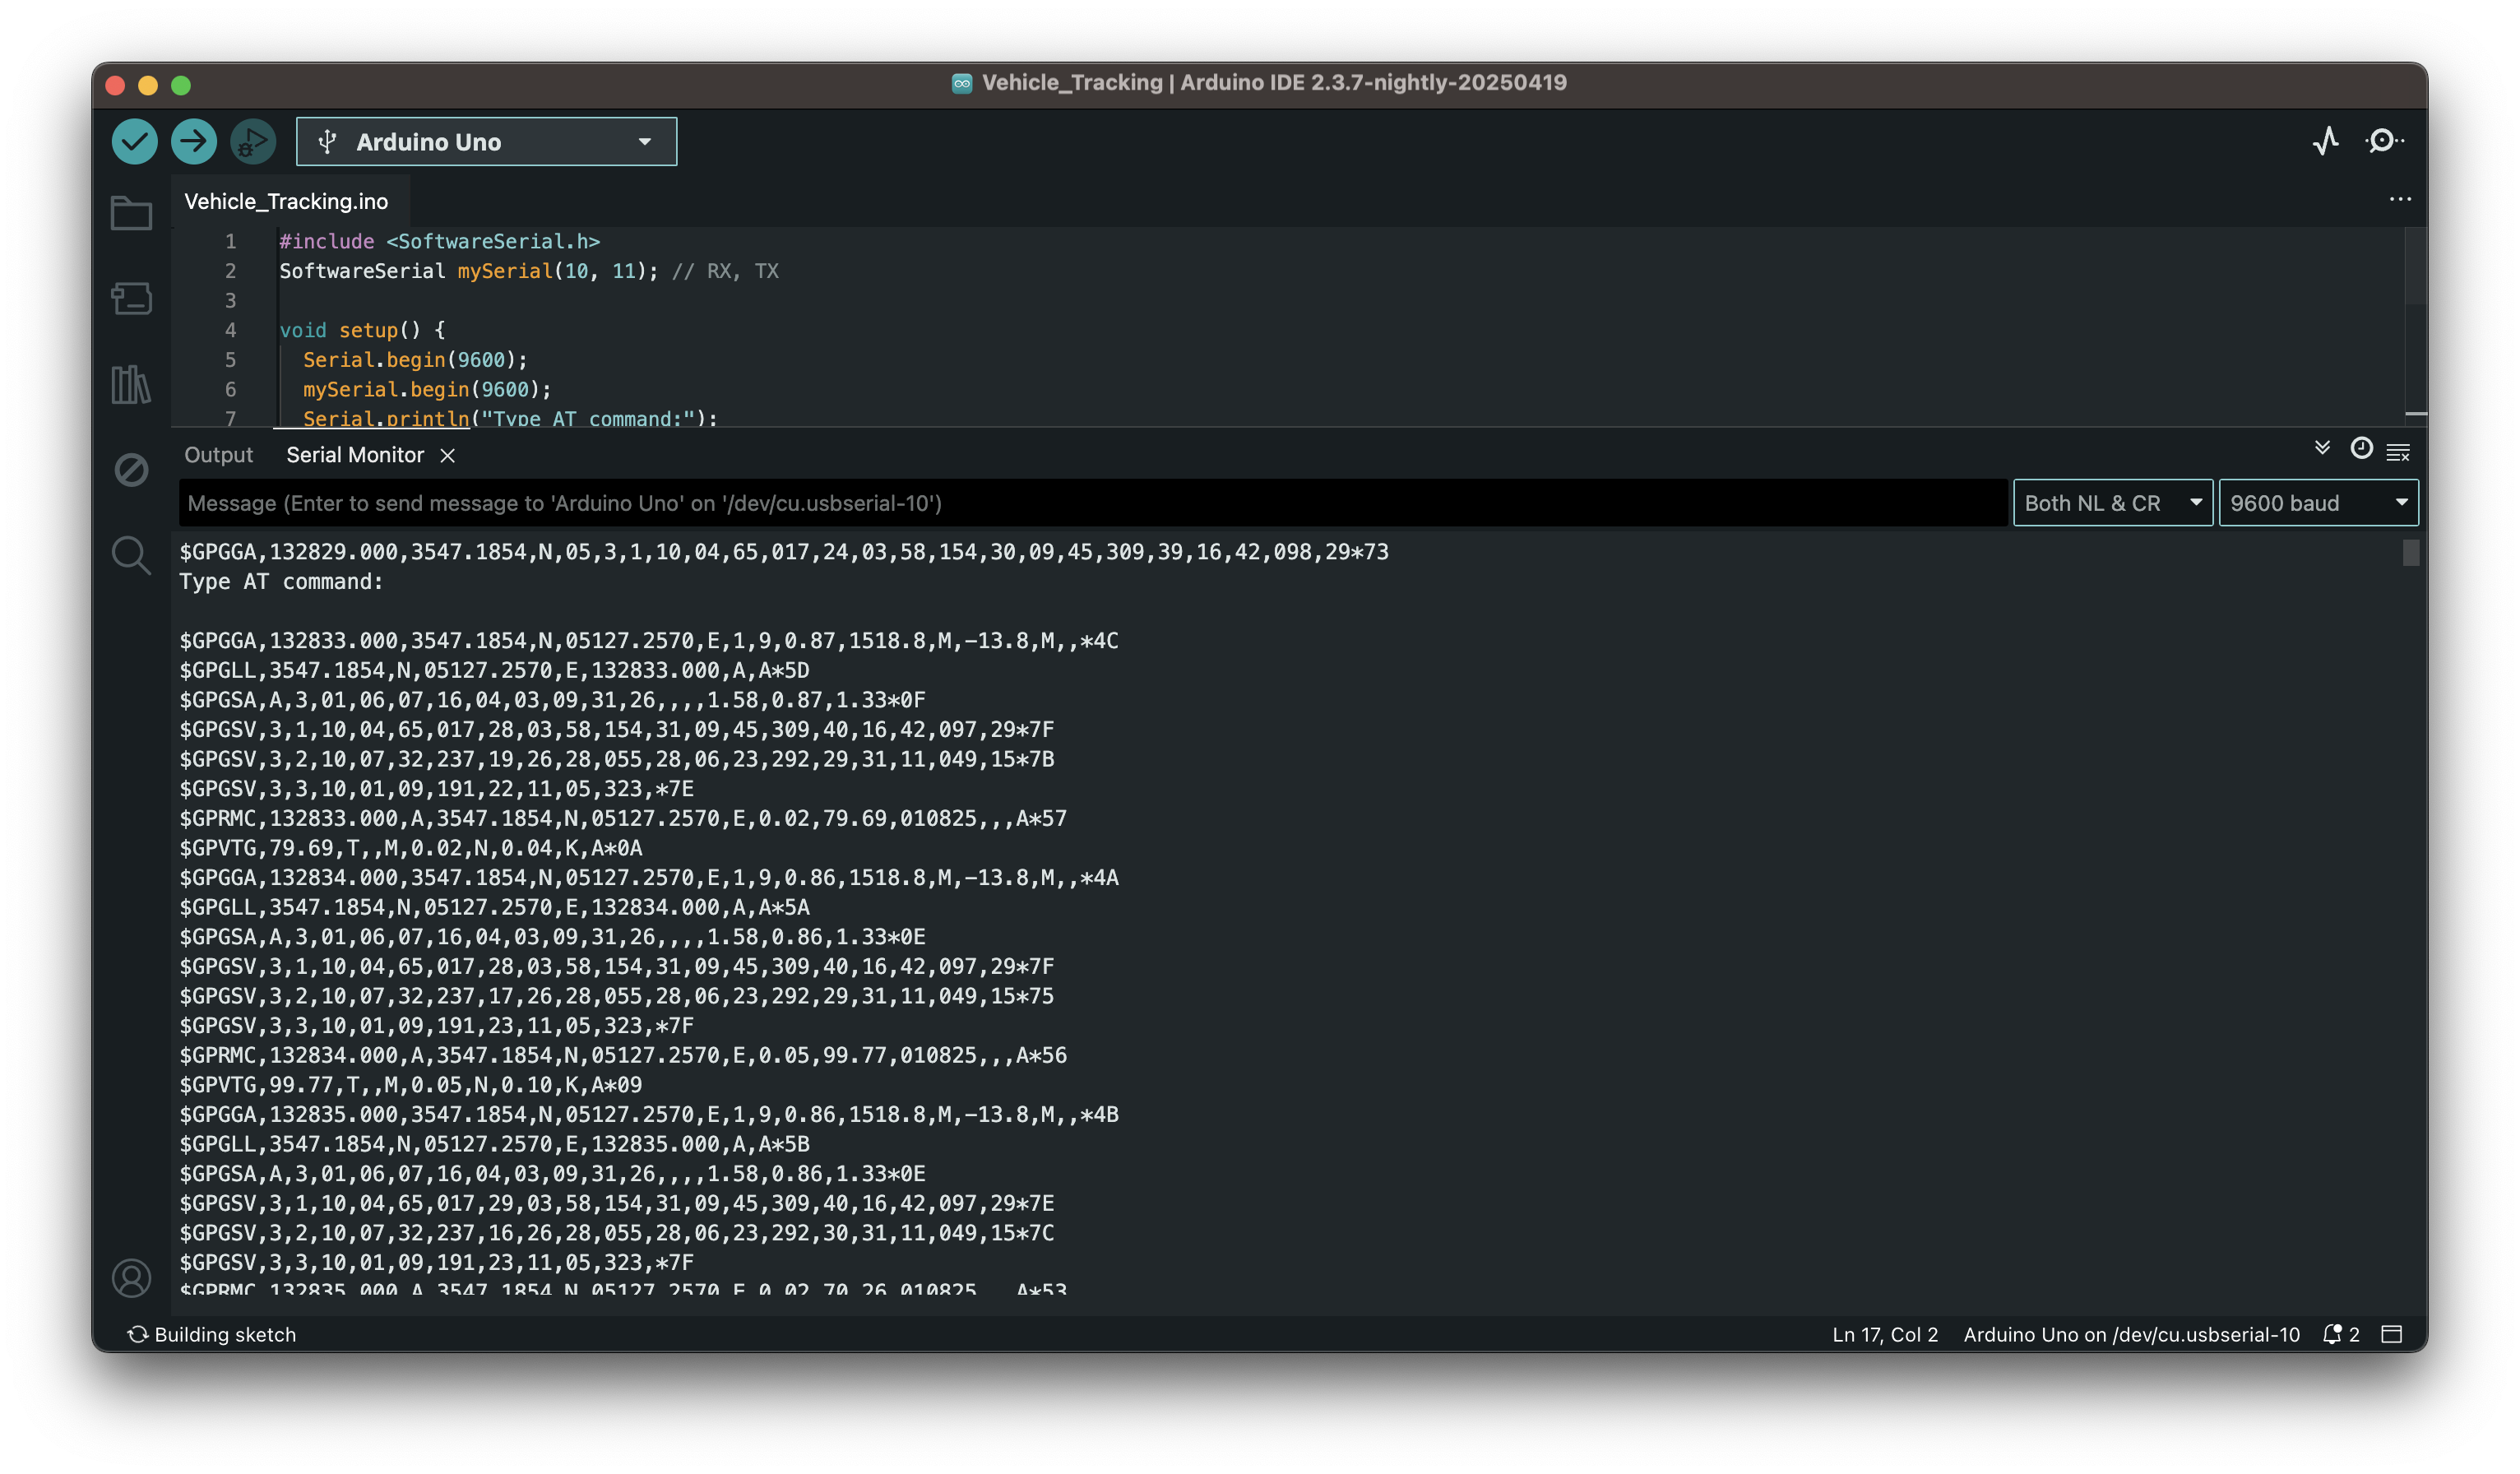 Vehicle_Tracking | Arduino IDE 2.3.7-nightly-20250419
Arduino Uno
Vehicle_Tracking.ino
1 #include <SoftwareSerial.h>
2 SoftwareSerial mySerial(10, 11); // RX, TX
3
4 void setup() {
5 Serial.begin(9600);
6 mySerial.begin(9600);
7 Serial.println("Type AT command:");
Output Serial Monitor
Message (Enter to send message to 'Arduino Uno' on '/dev/cu.usbserial-10') Both NL & CR 9600 baud
$GPGGA,132829.000,3547.1854,N,05,3,1,10,04,65,017,24,03,58,154,30,09,45,309,39,16,42,098,29*73
Type AT command:
$GPGGA,132833.000,3547.1854,N,05127.2570,E,1,9,0.87,1518.8,M,-13.8,M,,*4C
$GPGLL,3547.1854,N,05127.2570,E,132833.000,A,A*5D
$GPGSA,A,3,01,06,07,16,04,03,09,31,26,,,,1.58,0.87,1.33*0F
$GPGSV,3,1,10,04,65,017,28,03,58,154,31,09,45,309,40,16,42,097,29*7F
$GPGSV,3,2,10,07,32,237,19,26,28,055,28,06,23,292,29,31,11,049,15*7B
$GPGSV,3,3,10,01,09,191,22,11,05,323,*7E
$GPRMC,132833.000,A,3547.1854,N,05127.2570,E,0.02,79.69,010825,,,A*57
$GPVTG,79.69,T,,M,0.02,N,0.04,K,A*0A
$GPGGA,132834.000,3547.1854,N,05127.2570,E,1,9,0.86,1518.8,M,-13.8,M,,*4A
$GPGLL,3547.1854,N,05127.2570,E,132834.000,A,A*5A
$GPGSA,A,3,01,06,07,16,04,03,09,31,26,,,,1.58,0.86,1.33*0E
$GPGSV,3,1,10,04,65,017,28,03,58,154,31,09,45,309,40,16,42,097,29*7F
$GPGSV,3,2,10,07,32,237,17,26,28,055,28,06,23,292,29,31,11,049,15*75
$GPGSV,3,3,10,01,09,191,23,11,05,323,*7F
$GPRMC,132834.000,A,3547.1854,N,05127.2570,E,0.05,99.77,010825,,,A*56
$GPVTG,99.77,T,,M,0.05,N,0.10,K,A*09
$GPGGA,132835.000,3547.1854,N,05127.2570,E,1,9,0.86,1518.8,M,-13.8,M,,*4B
$GPGLL,3547.1854,N,05127.2570,E,132835.000,A,A*5B
$GPGSA,A,3,01,06,07,16,04,03,09,31,26,,,,1.58,0.86,1.33*0E
$GPGSV,3,1,10,04,65,017,29,03,58,154,31,09,45,309,40,16,42,097,29*7E
$GPGSV,3,2,10,07,32,237,16,26,28,055,28,06,23,292,30,31,11,049,15*7C
$GPGSV,3,3,10,01,09,191,23,11,05,323,*7F
$GPRMC,132835.000,A,3547.1854,N,05127.2570,E,0.02,70.26,010825,,,A*53
Building sketch Ln 17, Col 2 Arduino Uno on /dev/cu.usbserial-10 2